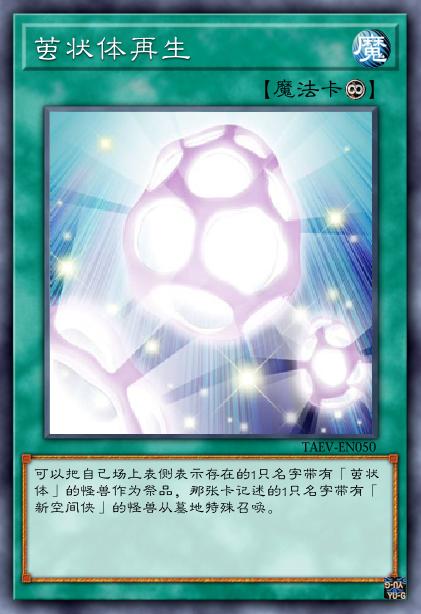 茧状体再生
魔
【魔法卡∞】
TAEV-EN050
可以把自己场上表侧表示存在的1只名字带有「茧状
体」的怪兽作为祭品，那张卡记述的1只名字带有「
新空间侠」的怪兽从墓地特殊召唤。